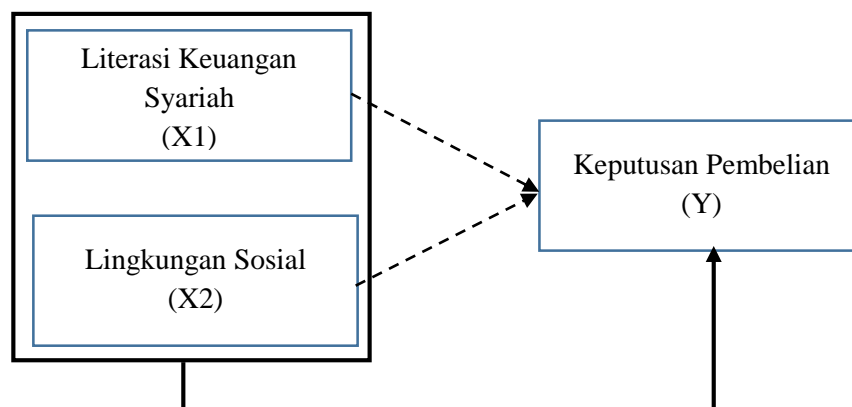 Literasi Keuangan
Syariah
(X1)
Lingkungan Sosial
(X2)
Keputusan Pembelian
(Y)